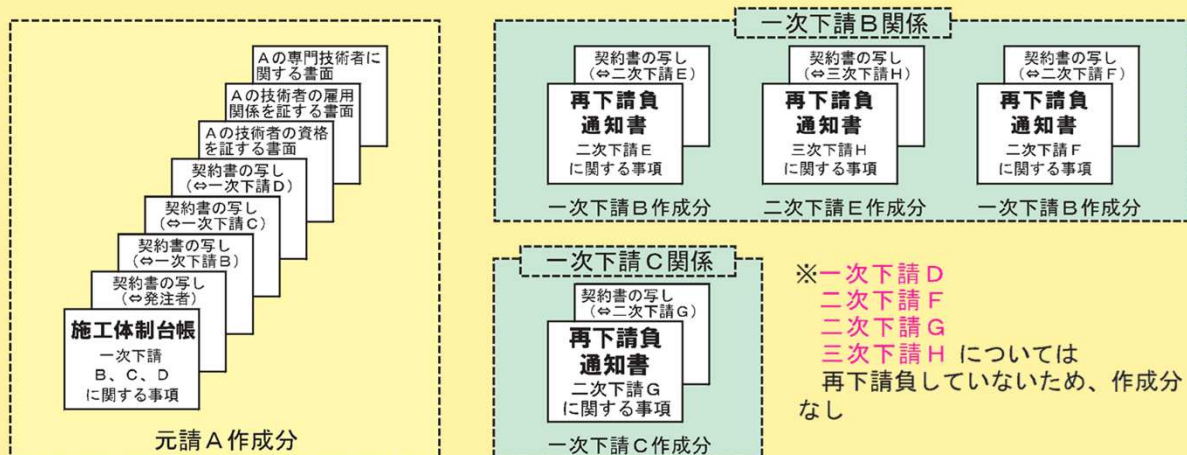 Aの専門技術者に
関する書面
Aの技術者の雇用
関係を証する書面
Aの技術者の資格
を証する書面
契約書の写し
(⇔一次下請D)
契約書の写し
(⇔一次下請C)
契約書の写し
(⇔一次下請B)
契約書の写し
(⇔発注者)
施工体制台帳
一次下請
B、C、D
に関する事項
元請A作成分
一次下請B関係
契約書の写し
(⇔二次下請E)
再下請負
通知書
二次下請E
に関する事項
一次下請B作成分
契約書の写し
(⇔三次下請H)
再下請負
通知書
三次下請H
に関する事項
二次下請E作成分
契約書の写し
(⇔二次下請F)
再下請負
通知書
二次下請F
に関する事項
一次下請B作成分
一次下請C関係
契約書の写し
(⇔二次下請G)
再下請負
通知書
二次下請G
に関する事項
一次下請C作成分
※一次下請D
二次下請F
二次下請G
三次下請H については
再下請負していないため、作成分
なし